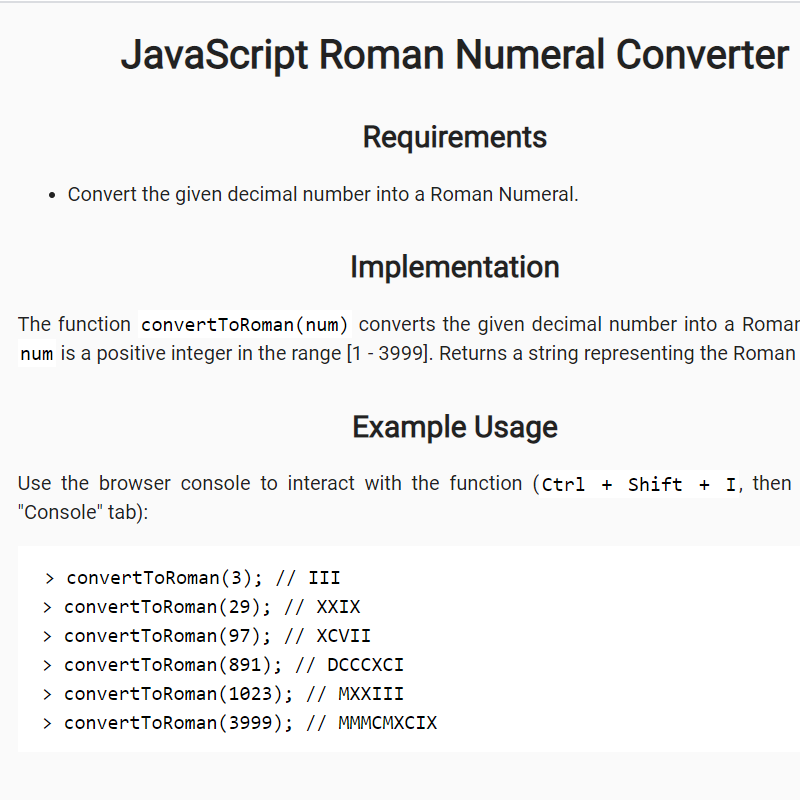 JavaScript Roman Numeral Converter
Requirements
• Convert the given decimal number into a Roman Numeral.
Implementation
The function convertToRoman(num) converts the given decimal number into a Roman
num is a positive integer in the range [1 - 3999]. Returns a string representing the Roman
Example Usage
Use the browser console to interact with the function (Ctrl + Shift + I, then
"Console" tab):
> convertToRoman(3); // III
> convertToRoman(29); // XXIX
> convertToRoman(97); // XCVII
> convertToRoman(891); // DCCCXCI
> convertToRoman(1023); // MXXIII
> convertToRoman(3999); // MMMCMXCIX